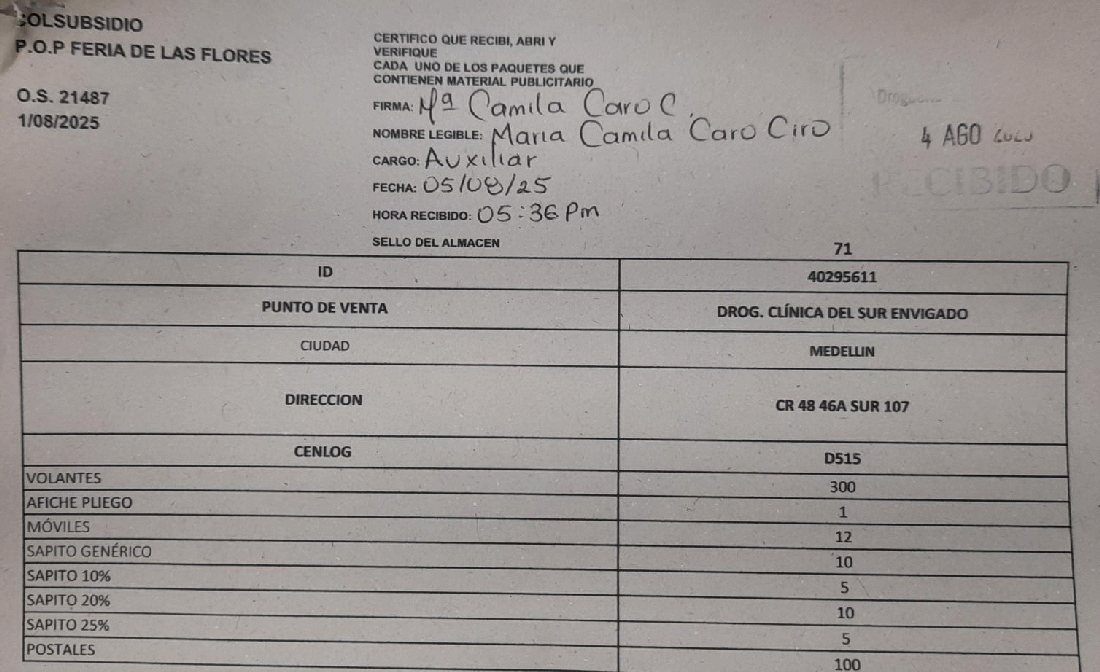 COLSUBSIDIO
P.O.P FERIA DE LAS FLORES
O.S. 21487
1/08/2025
CERTIFICO QUE RECIBI, ABRI Y
VERIFIQUE
CADA UNO DE LOS PAQUETES QUE
CONTIENEN MATERIAL PUBLICITARIO
FIRMA: Mª Camila Caro C.
NOMBRE LEGIBLE: Maria Camila Caro Ciro
CARGO: Auxiliar
FECHA: 05/08/25
HORA RECIBIDO: 05:36 Pm
SELLO DEL ALMACEN
4 AGO
RECIBIDO
71
ID 40295611
PUNTO DE VENTA DROG. CLÍNICA DEL SUR ENVIGADO
CIUDAD MEDELLIN
DIRECCION CR 48 46A SUR 107
CENLOG D515
VOLANTES 300
AFICHE PLIEGO 1
MÓVILES 12
SAPITO GENÉRICO 10
SAPITO 10% 5
SAPITO 20% 10
SAPITO 25% 5
POSTALES 100